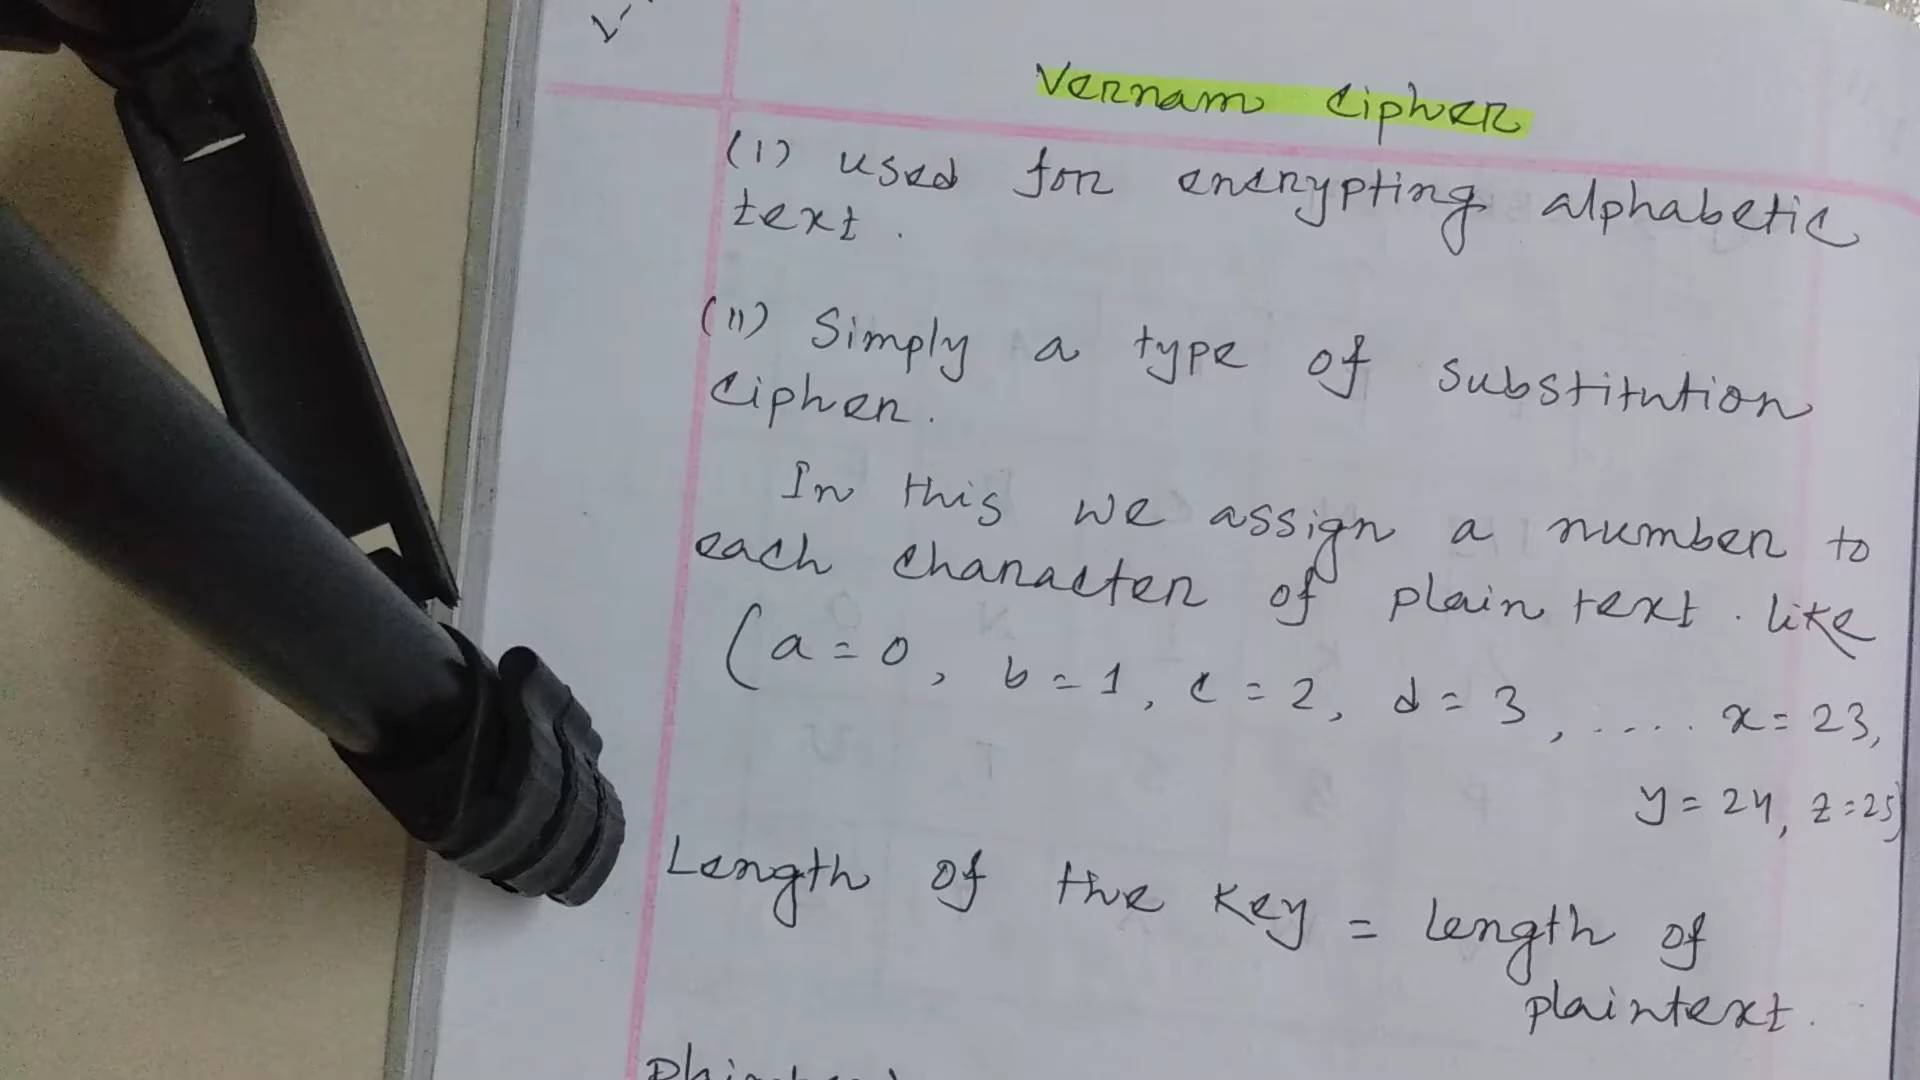 Vernam Cipher
(i) used for encrypting alphabetic
text.
(ii) Simply a type of substitution
Cipher.
In this we assign a number to
each character of plain text. like
(a=0, b=1, c=2, d=3, .... x=23,
y=24, z=25)
Length of the Key = Length of
plaintext.